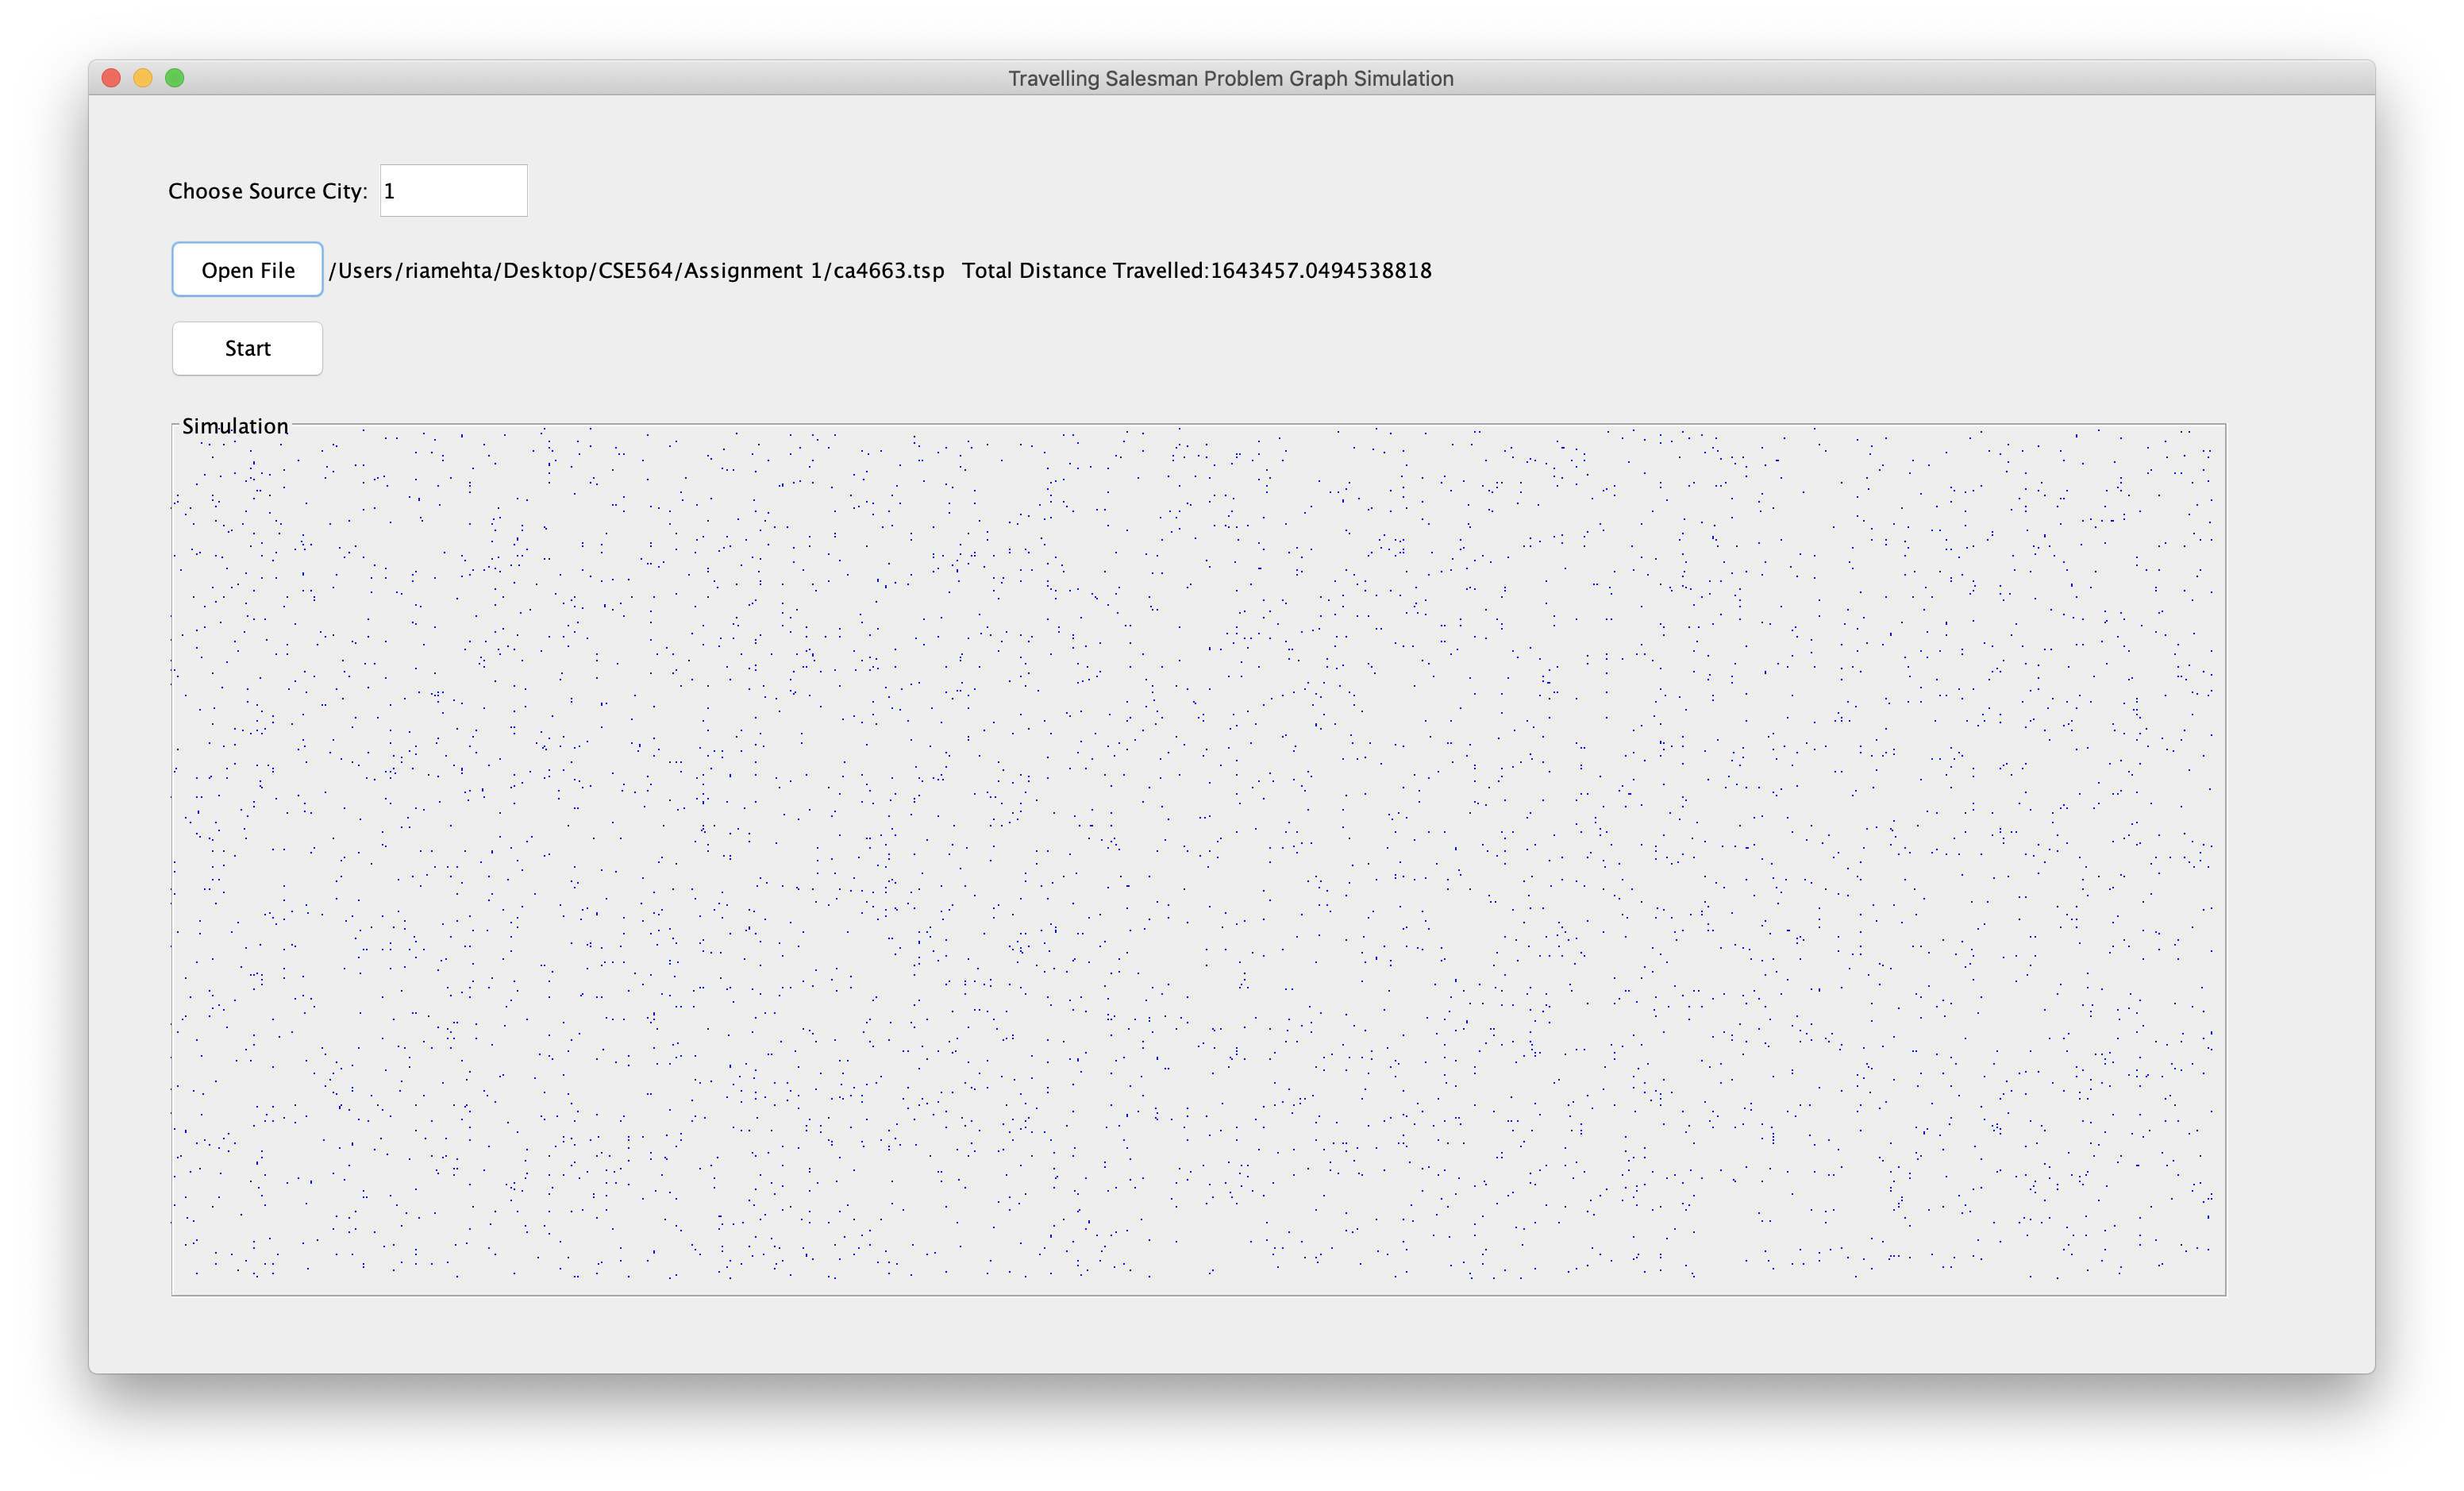 Travelling Salesman Problem Graph Simulation
Choose Source City: 1
Open File /Users/riamehta/Desktop/CSE564/Assignment 1/ca4663.tsp Total Distance Travelled:1643457.0494538818
Start
Simulation